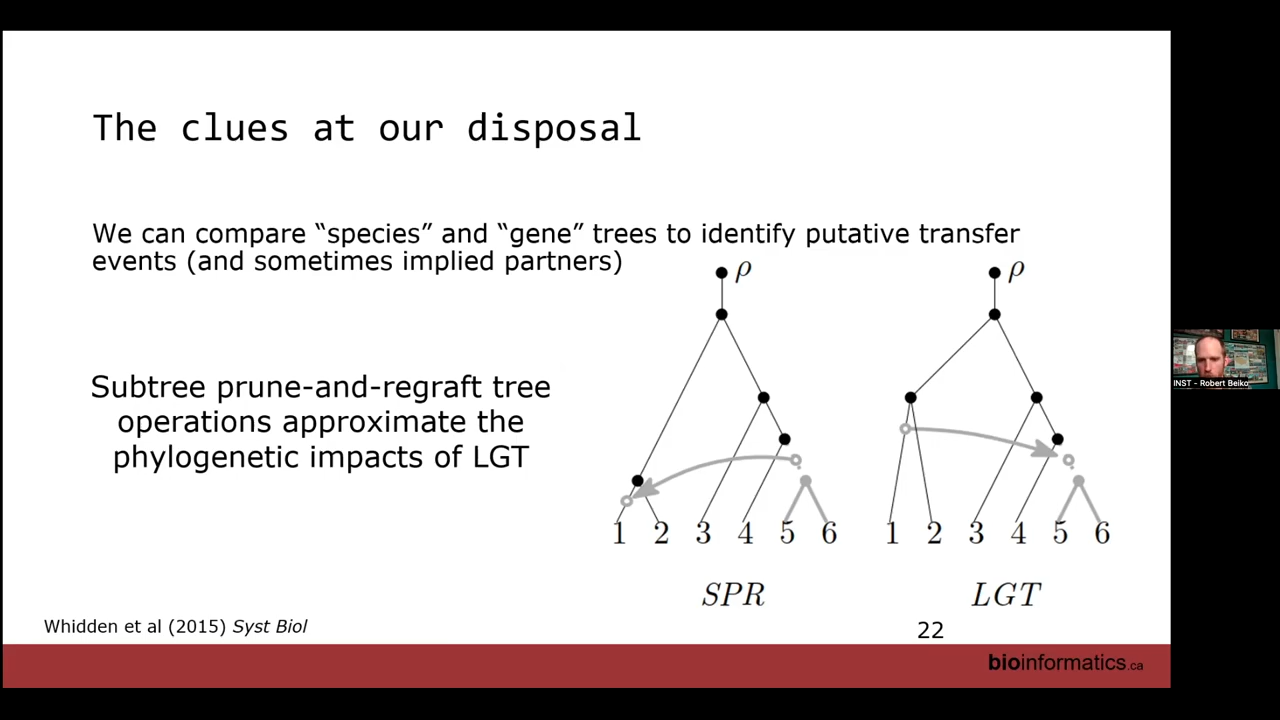 The clues at our disposal
We can compare “species” and “gene” trees to identify putative transfer
events (and sometimes implied partners)
Subtree prune-and-regraft tree
operations approximate the
phylogenetic impacts of LGT
ρ
1 2 3 4 5 6
SPR
ρ
1 2 3 4 5 6
LGT
Whidden et al (2015) Syst Biol
22
bioinformatics.ca
INST - Robert Beiko